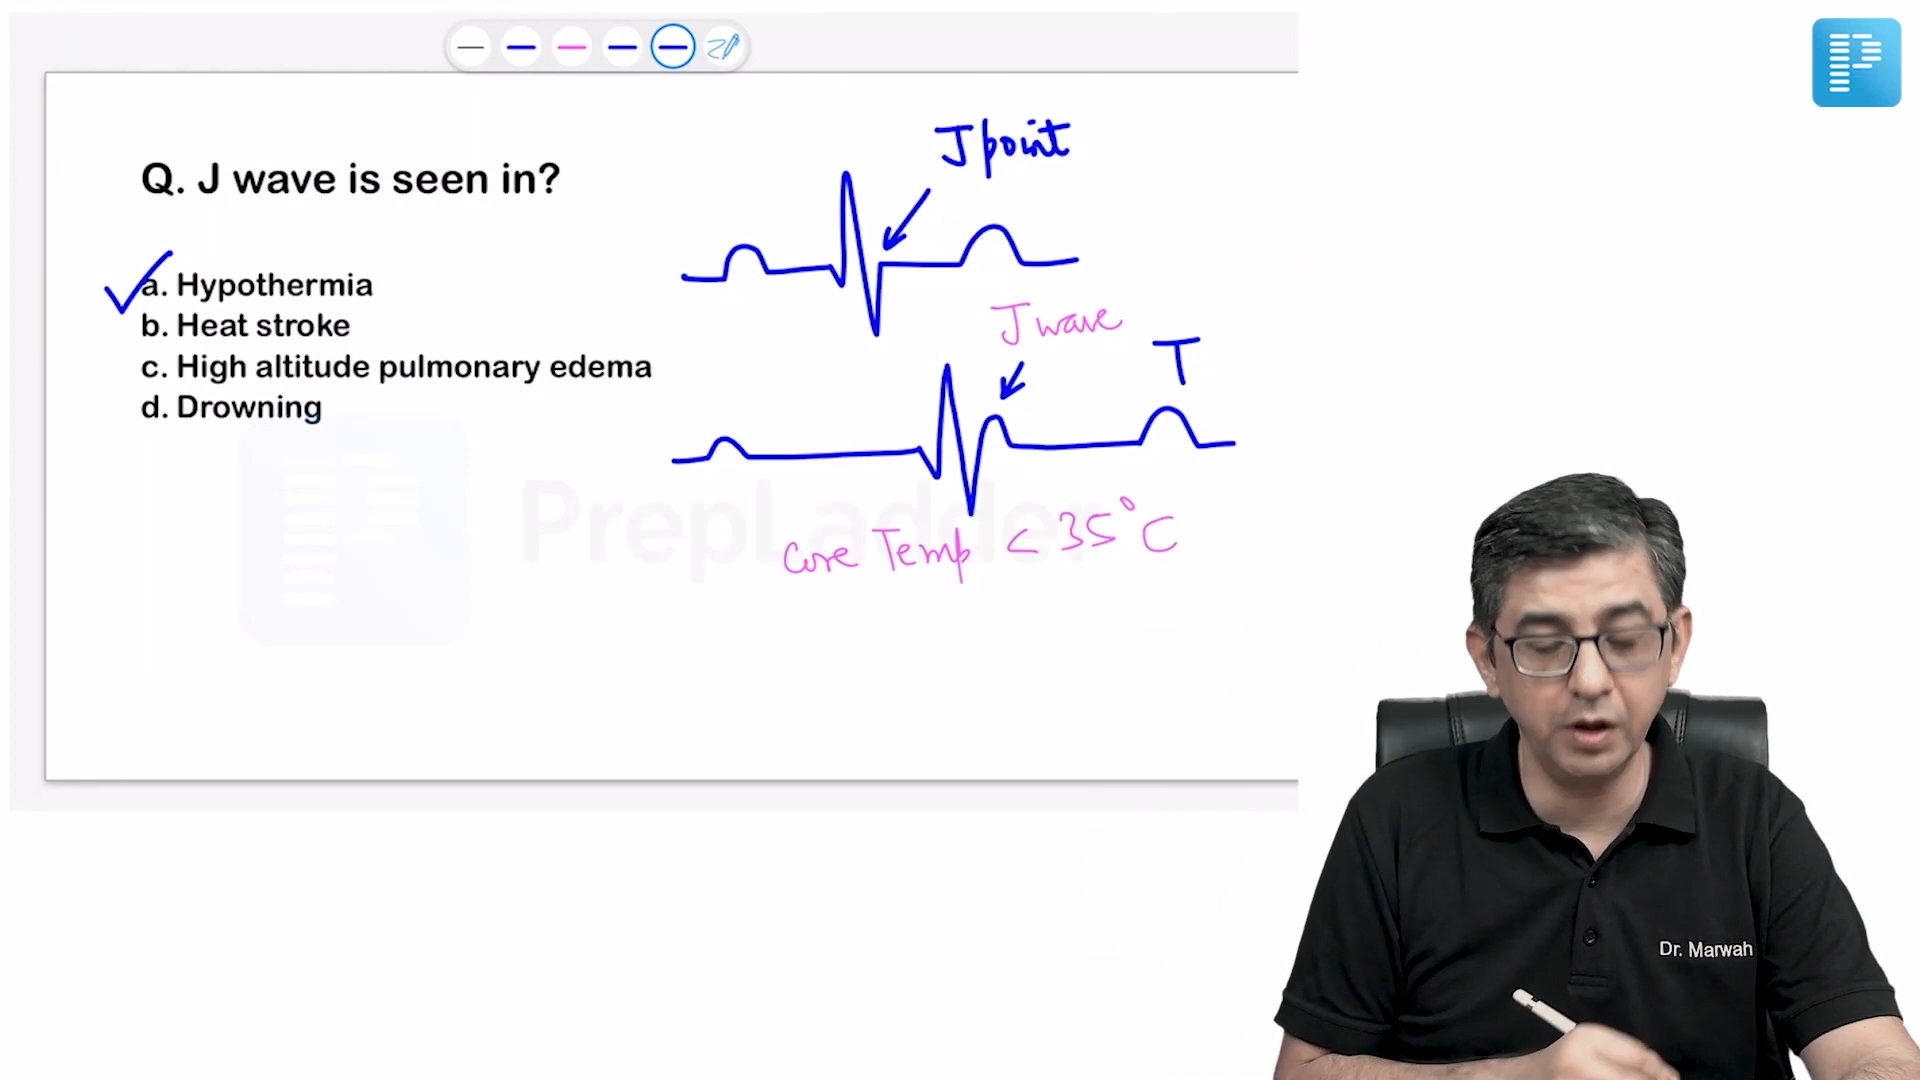 J point
Q. J wave is seen in?
a. Hypothermia
b. Heat stroke
c. High altitude pulmonary edema
d. Drowning
J wave
T
PrepLadder
Core Temp < 35°C
Dr. Marwah